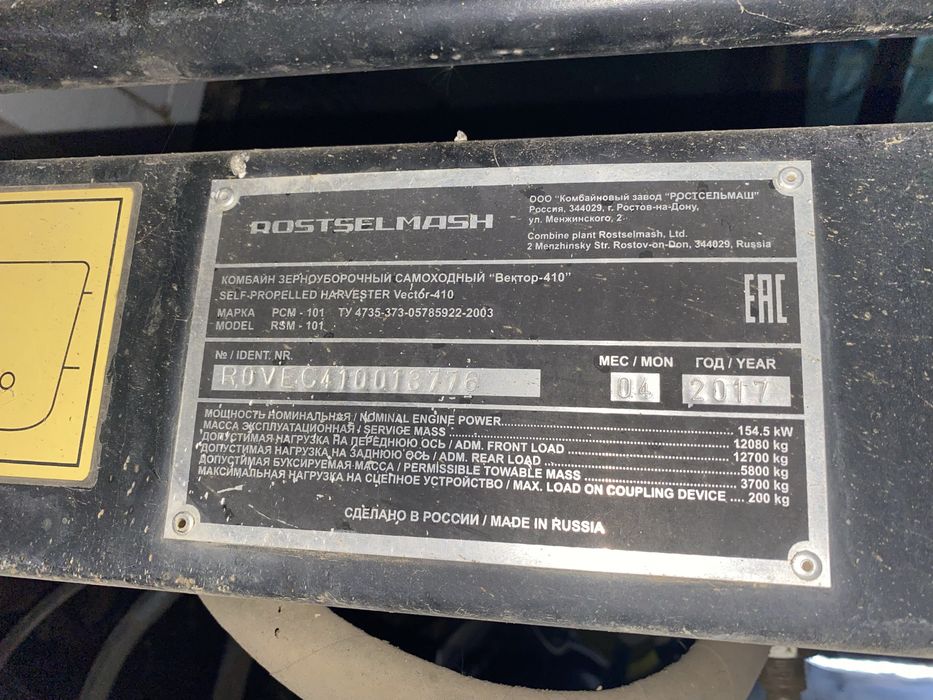 ROSTSELMASH
ООО "Комбайновый завод "РОСТСЕЛЬМАШ"
Россия, 344029, г. Ростов-на-Дону,
ул. Менжинского, 2
Combine plant Rostselmash, Ltd.
2 Menzhinsky Str. Rostov-on-Don, 344029, Russia
КОМБАЙН ЗЕРНОУБОРОЧНЫЙ САМОХОДНЫЙ "Вектор-410"
SELF-PROPELLED HARVESTER Vector-410
МАРКА РСМ - 101 ТУ 4735-373-05785922-2003
MODEL RSM - 101
EAC
№ / IDENT. NR.
R0VEC410013776
МЕС / MON
04
ГОД / YEAR
2017
МОЩНОСТЬ НОМИНАЛЬНАЯ / NOMINAL ENGINE POWER 154.5 kW
МАССА ЭКСПЛУАТАЦИОННАЯ / SERVICE MASS 12080 kg
ДОПУСТИМАЯ НАГРУЗКА НА ПЕРЕДНЮЮ ОСЬ / ADM. FRONT LOAD 12700 kg
ДОПУСТИМАЯ НАГРУЗКА НА ЗАДНЮЮ ОСЬ / ADM. REAR LOAD 5800 kg
ДОПУСТИМАЯ БУКСИРУЕМАЯ МАССА / PERMISSIBLE TOWABLE MASS 3700 kg
МАКСИМАЛЬНАЯ НАГРУЗКА НА СЦЕПНОЕ УСТРОЙСТВО / MAX. LOAD ON COUPLING DEVICE 200 kg
СДЕЛАНО В РОССИИ / MADE IN RUSSIA